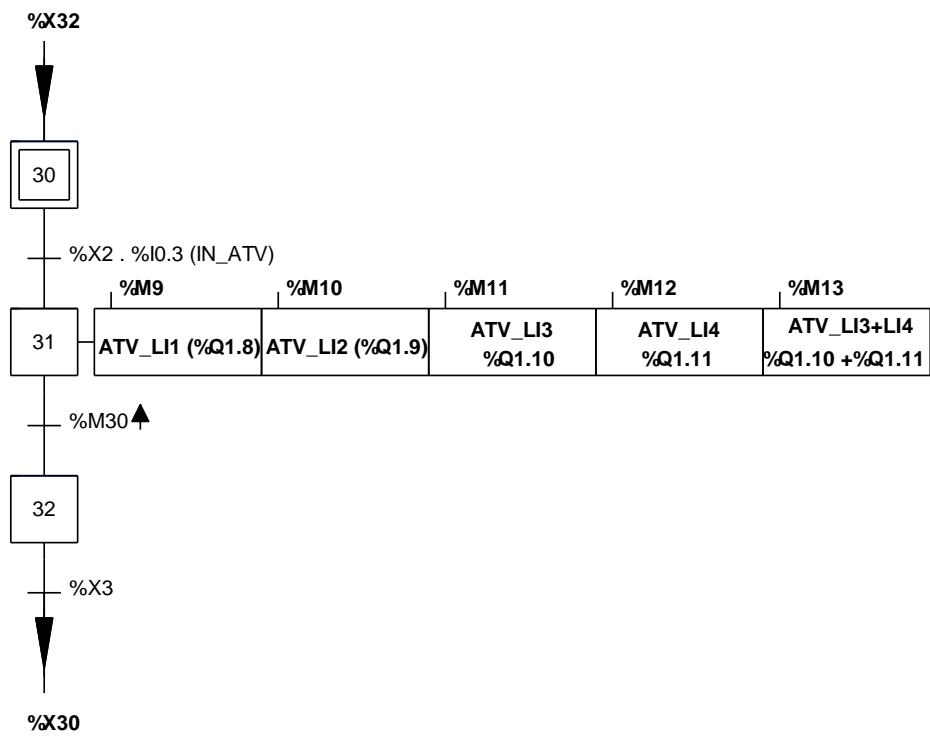 %X32
30
%X2 . %I0.3 (IN_ATV)
%M9 %M10 %M11 %M12 %M13
31
ATV_LI1 (%Q1.8)
ATV_LI2 (%Q1.9)
ATV_LI3
%Q1.10
ATV_LI4
%Q1.11
ATV_LI3+LI4
%Q1.10 +%Q1.11
%M30
32
%X3
%X30